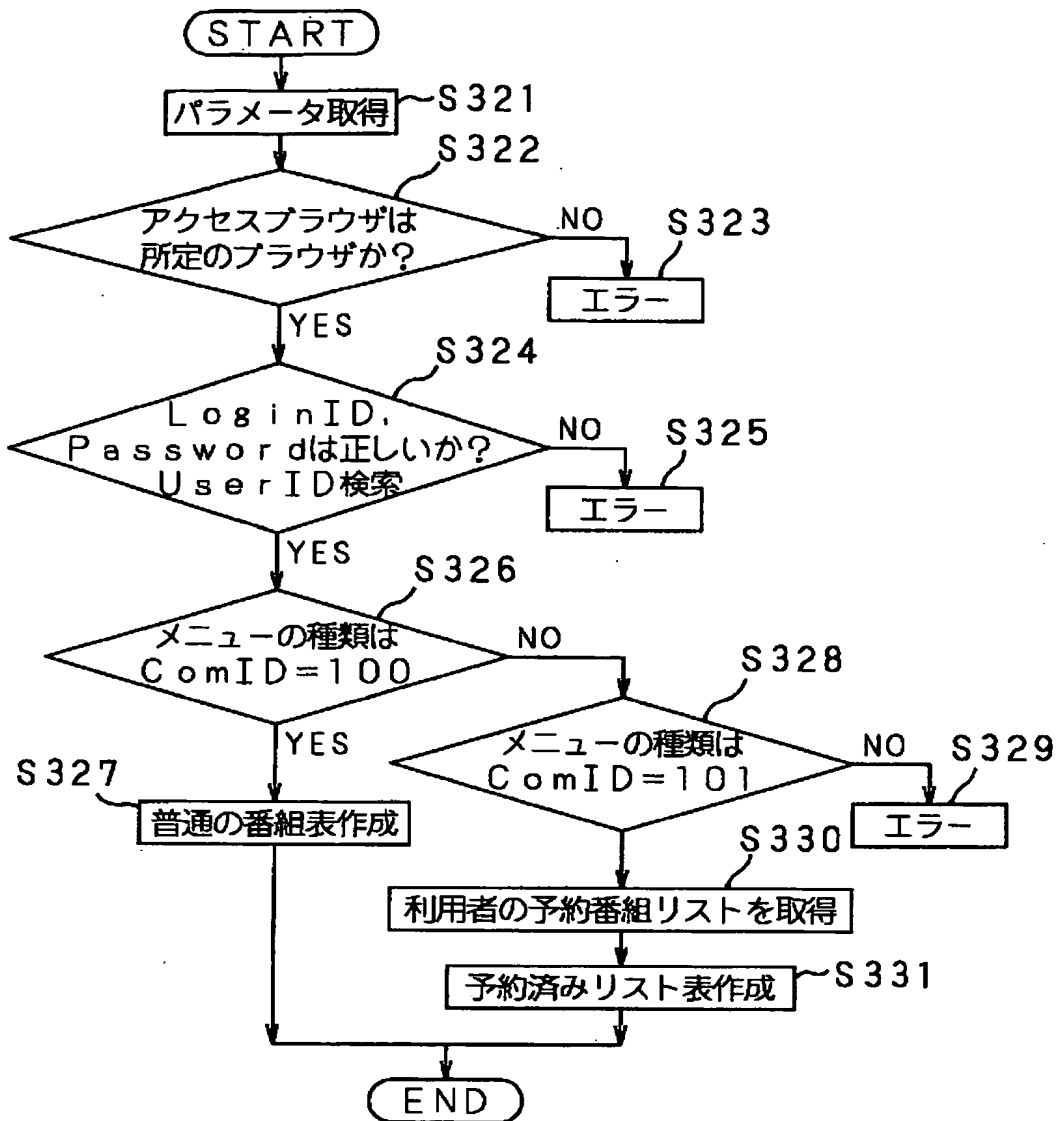 START
パラメータ取得
S321
S322
アクセスブラウザは
所定のブラウザか?
NO
S323
エラー
YES
S324
LoginID,
Passwordは正しいか?
UserID検索
NO
S325
エラー
YES
S326
メニューの種類は
ComID=100
NO
S328
YES
メニューの種類は
ComID=101
NO
S329
エラー
S327
普通の番組表作成
S330
利用者の予約番組リストを取得
予約済みリスト表作成
S331
END